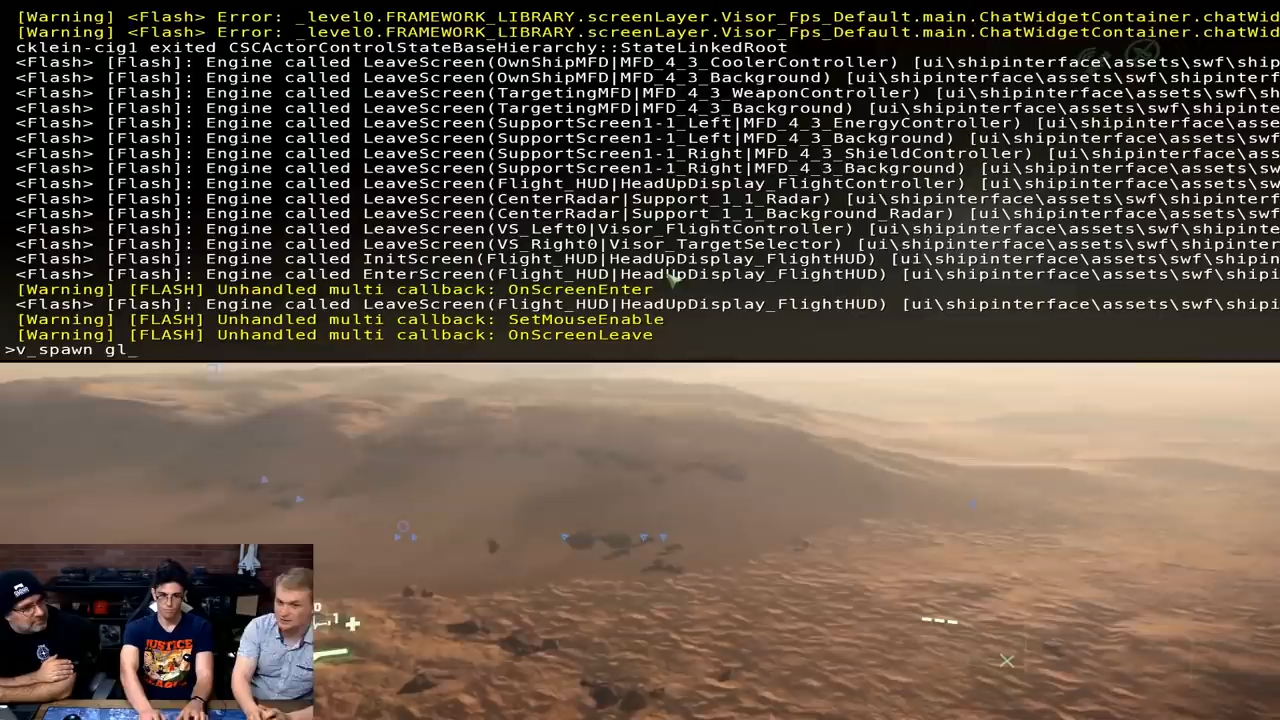 [Warning] <Flash> Error: _level0.FRAMEWORK_LIBRARY.screenLayer.Visor_Fps_Default.main.ChatWidgetContainer.chatWid
[Warning] <Flash> Error: _level0.FRAMEWORK_LIBRARY.screenLayer.Visor_Fps_Default.main.ChatWidgetContainer.chatWid
cklein-cig1 exited CSCActorControlStateBaseHierarchy::StateLinkedRoot
<Flash> [Flash]: Engine called LeaveScreen(OwnShipMFD|MFD_4_3_CoolerController) [ui\shipinterface\assets\swf\ship
<Flash> [Flash]: Engine called LeaveScreen(OwnShipMFD|MFD_4_3_Background) [ui\shipinterface\assets\swf\shipinterf
<Flash> [Flash]: Engine called LeaveScreen(TargetingMFD|MFD_4_3_WeaponController) [ui\shipinterface\assets\swf\sh
<Flash> [Flash]: Engine called LeaveScreen(TargetingMFD|MFD_4_3_Background) [ui\shipinterface\assets\swf\shipinte
<Flash> [Flash]: Engine called LeaveScreen(SupportScreen1-1_Left|MFD_4_3_EnergyController) [ui\shipinterface\asse
<Flash> [Flash]: Engine called LeaveScreen(SupportScreen1-1_Left|MFD_4_3_Background) [ui\shipinterface\assets\swf
<Flash> [Flash]: Engine called LeaveScreen(SupportScreen1-1_Right|MFD_4_3_ShieldController) [ui\shipinterface\ass
<Flash> [Flash]: Engine called LeaveScreen(SupportScreen1-1_Right|MFD_4_3_Background) [ui\shipinterface\assets\sw
<Flash> [Flash]: Engine called LeaveScreen(Flight_HUD|HeadUpDisplay_FlightController) [ui\shipinterface\assets\sw
<Flash> [Flash]: Engine called LeaveScreen(CenterRadar|Support_1_1_Radar) [ui\shipinterface\assets\swf\shipinterf
<Flash> [Flash]: Engine called LeaveScreen(CenterRadar|Support_1_1_Background_Radar) [ui\shipinterface\assets\swf
<Flash> [Flash]: Engine called LeaveScreen(VS_Left0|Visor_FlightController) [ui\shipinterface\assets\swf\shipinte
<Flash> [Flash]: Engine called LeaveScreen(VS_Right0|Visor_TargetSelector) [ui\shipinterface\assets\swf\shipinter
<Flash> [Flash]: Engine called InitScreen(Flight_HUD|HeadUpDisplay_FlightHUD) [ui\shipinterface\assets\swf\shipin
<Flash> [Flash]: Engine called EnterScreen(Flight_HUD|HeadUpDisplay_FlightHUD) [ui\shipinterface\assets\swf\shipi
[Warning] [FLASH] Unhandled multi callback: OnScreenEnter
<Flash> [Flash]: Engine called LeaveScreen(Flight_HUD|HeadUpDisplay_FlightHUD) [ui\shipinterface\assets\swf\shipi
[Warning] [FLASH] Unhandled multi callback: SetMouseEnable
[Warning] [FLASH] Unhandled multi callback: OnScreenLeave
>v_spawn gl_
JUSTICE